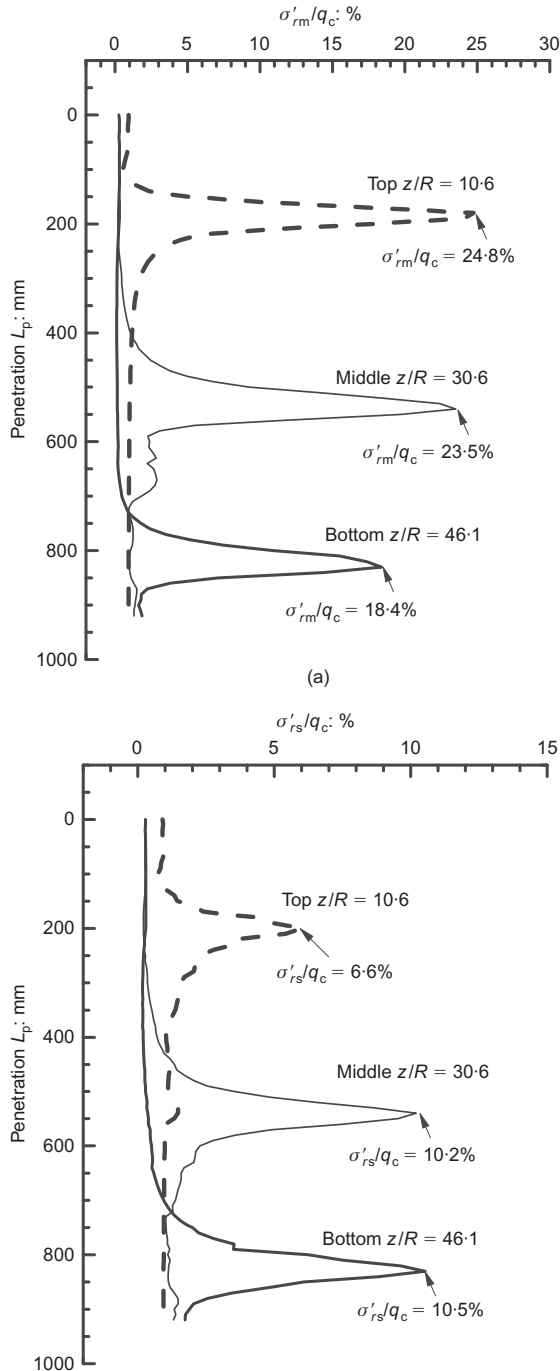 σ′rm/qc: %
0 5 10 15 20 25 30
Penetration Lp: mm
0
200
400
600
800
1000
Top z/R = 10·6
σ′rm/qc = 24·8%
Middle z/R = 30·6
σ′rm/qc = 23·5%
Bottom z/R = 46·1
σ′rm/qc = 18·4%
(a)
σ′rs/qc: %
0 5 10 15
Penetration Lp: mm
0
200
400
600
800
1000
Top z/R = 10·6
σ′rs/qc = 6·6%
Middle z/R = 30·6
σ′rs/qc = 10·2%
Bottom z/R = 46·1
σ′rs/qc = 10·5%